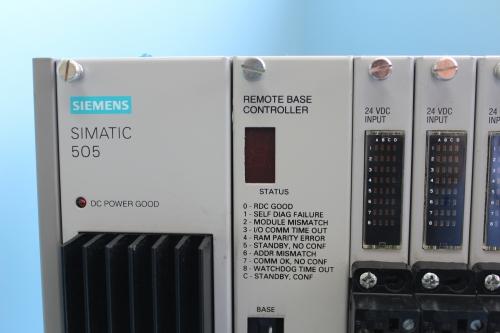 SIEMENS
SIMATIC
505
DC POWER GOOD
REMOTE BASE
CONTROLLER
STATUS
0 - RDC GOOD
1 - SELF DIAG FAILURE
2 - MODULE MISMATCH
3 - I/O COMM TIME OUT
4 - RAM PARITY ERROR
5 - STANDBY, NO CONF
6 - ADDR MISMATCH
7 - COMM OK, NO CONF
8 - WATCHDOG TIME OUT
C - STANDBY, CONF
BASE
24 VDC
INPUT
A B C D
24 VDC
INPUT
A B C D